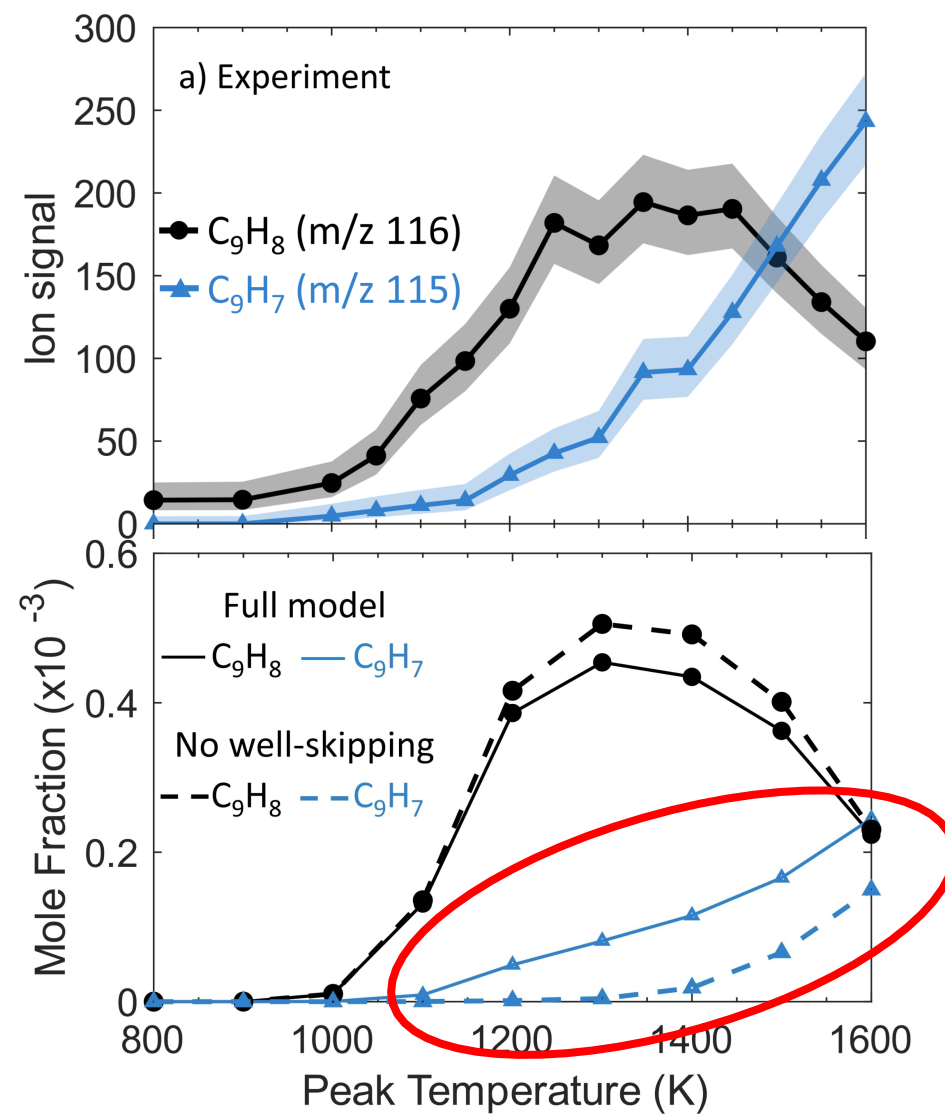 300
a) Experiment
250
200
C₉H₈ (m/z 116)
150
C₉H₇ (m/z 115)
100
50
0
Ion signal
0.6
Full model
C₉H₈ C₉H₇
0.4
No well-skipping
C₉H₈ C₉H₇
0.2
0
Mole Fraction (x10 ⁻³)
800 1000 1200 1400 1600
Peak Temperature (K)